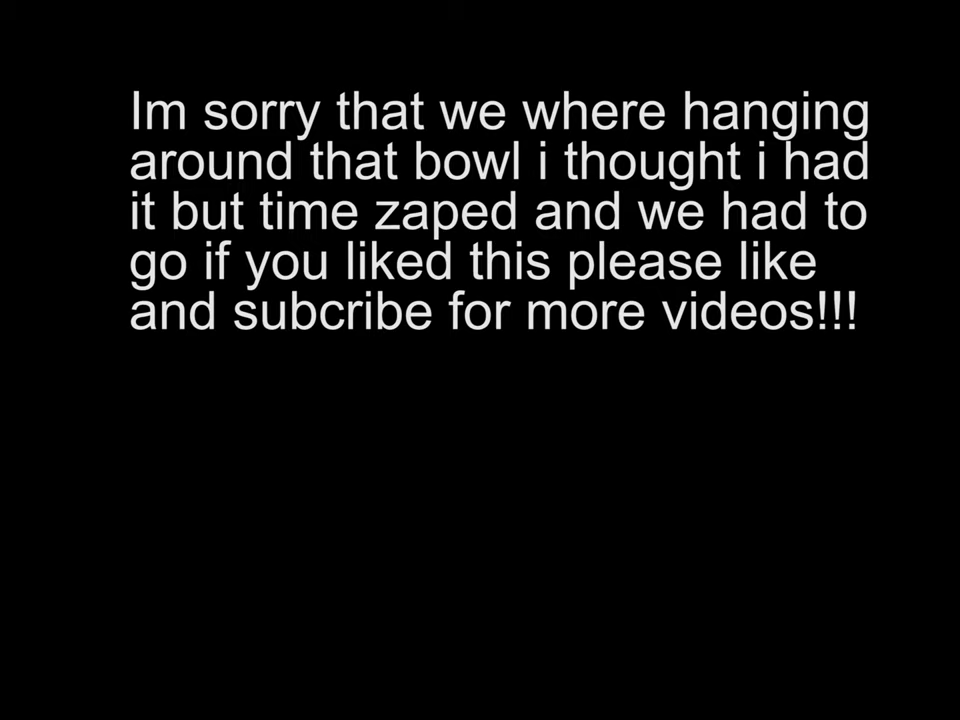 Im sorry that we where hanging
around that bowl i thought i had
it but time zaped and we had to
go if you liked this please like
and subcribe for more videos!!!